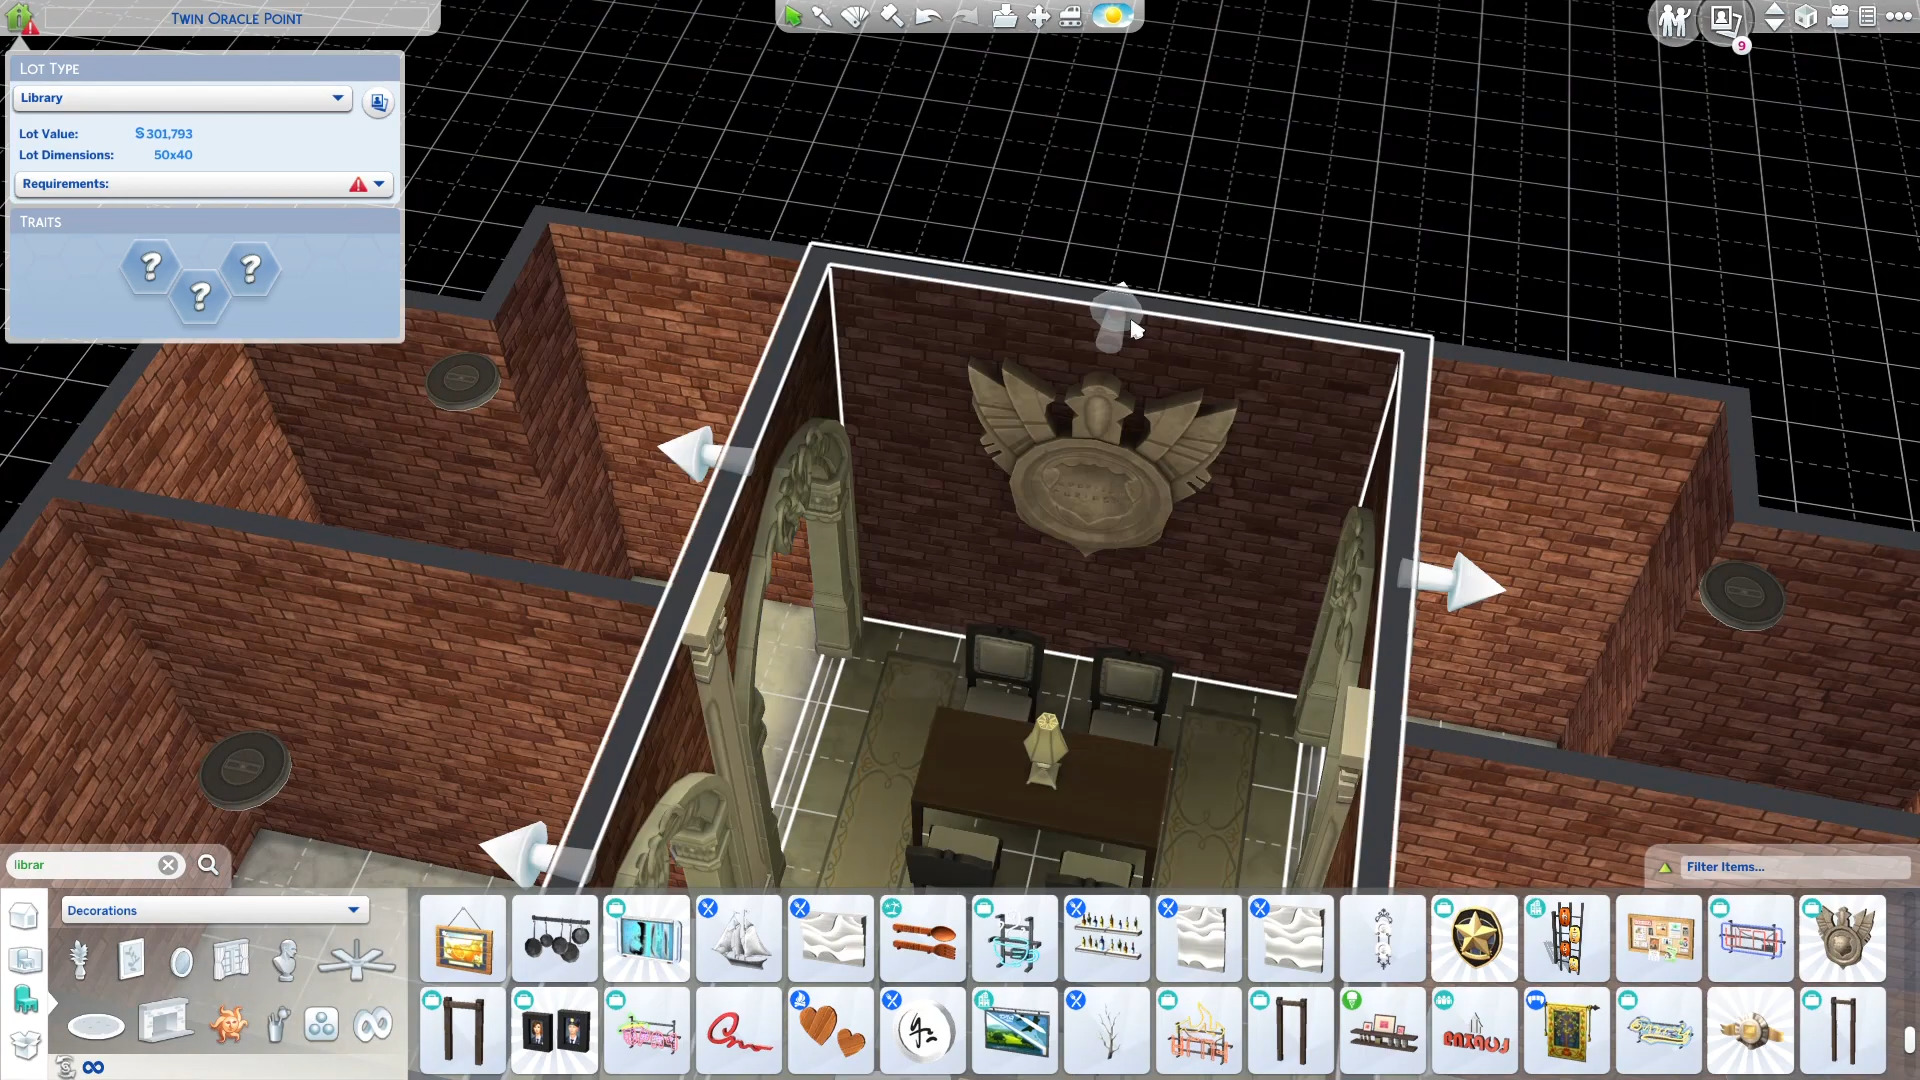 TWIN ORACLE POINT
9
LOT TYPE
Library
Lot Value: §301,793
Lot Dimensions: 50x40
Requirements:
TRAITS
? ? ?
librar
Filter Items...
Decorations